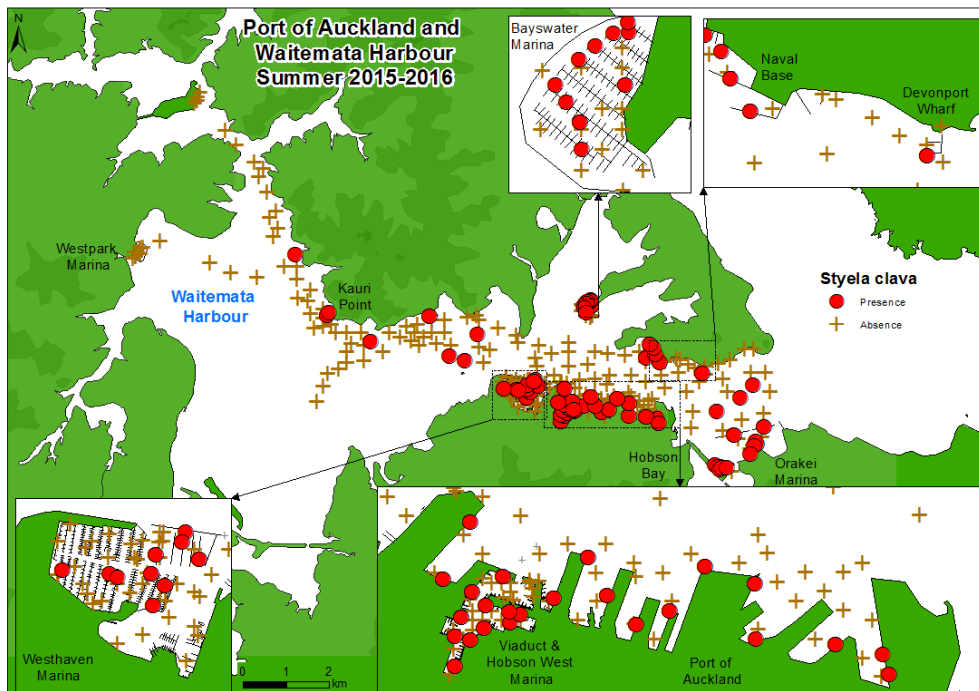 N
Port of Auckland and
Waitemata Harbour
Summer 2015-2016
Bayswater
Marina
Naval
Base
Devonport
Wharf
Westpark
Marina
Waitemata
Harbour
Kauri
Point
Styela clava
Presence
Absence
Hobson
Bay
Orakei
Marina
Westhaven
Marina
0 1 2
km
Viaduct &
Hobson West
Marina
Port of
Auckland